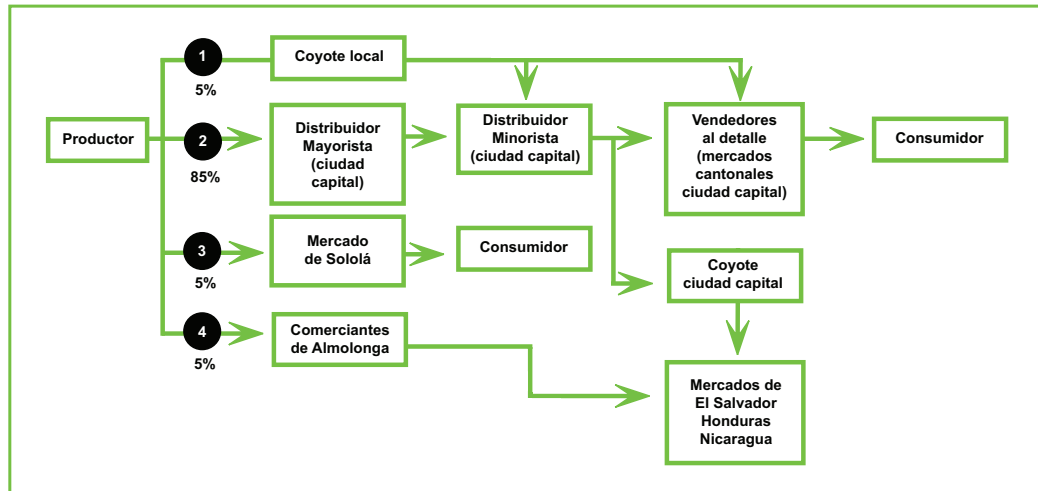 1
5%
Coyote local
Productor
2
85%
Distribuidor
Mayorista
(ciudad
capital)
Distribuidor
Minorista
(ciudad capital)
Vendedores
al detalle
(mercados
cantonales
ciudad capital)
Consumidor
3
5%
Mercado
de Sololá
Consumidor
Coyote
ciudad capital
4
5%
Comerciantes
de Almolonga
Mercados de
El Salvador
Honduras
Nicaragua